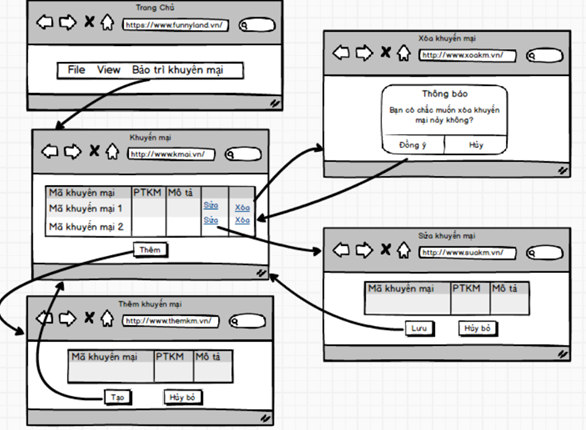 Trang Chủ
https://www.funnyland.vn/
File View Bảo trì khuyến mại
Xóa khuyến mại
http://www.xoakm.vn/
Thông báo
Bạn có chắc muốn xóa khuyến
mại này không?
Đồng ý Hủy
Khuyến mại
http://www.kmai.vn/
Mã khuyến mại PTKM Mô tả
Mã khuyến mại 1 Sửa Xóa
Mã khuyến mại 2 Sửa Xóa
Thêm
Sửa khuyến mại
http://www.suakm.vn/
Mã khuyến mại PTKM Mô tả
Lưu Hủy bỏ
Thêm khuyến mại
http://www.themkm.vn/
Mã khuyến mại PTKM Mô tả
Tạo Hủy bỏ